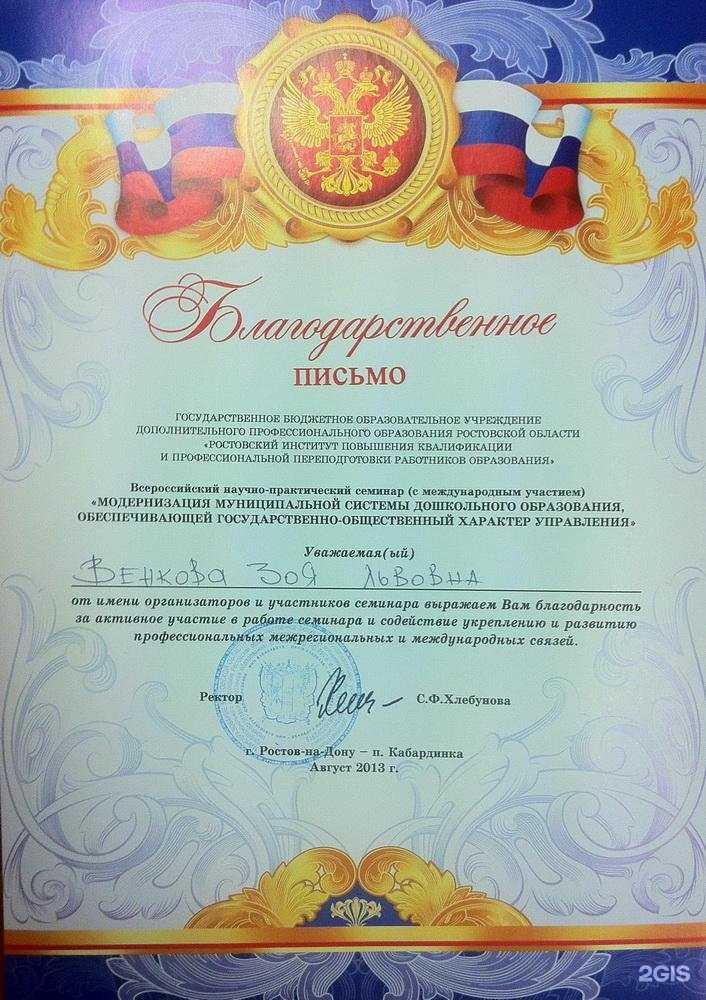 Благодарственное
ПИСЬМО
ГОСУДАРСТВЕННОЕ БЮДЖЕТНОЕ ОБРАЗОВАТЕЛЬНОЕ УЧРЕЖДЕНИЕ
ДОПОЛНИТЕЛЬНОГО ПРОФЕССИОНАЛЬНОГО ОБРАЗОВАНИЯ РОСТОВСКОЙ ОБЛАСТИ
«РОСТОВСКИЙ ИНСТИТУТ ПОВЫШЕНИЯ КВАЛИФИКАЦИИ
И ПРОФЕССИОНАЛЬНОЙ ПЕРЕПОДГОТОВКИ РАБОТНИКОВ ОБРАЗОВАНИЯ»
Всероссийский научно-практический семинар (с международным участием)
«МОДЕРНИЗАЦИЯ МУНИЦИПАЛЬНОЙ СИСТЕМЫ ДОШКОЛЬНОГО ОБРАЗОВАНИЯ,
ОБЕСПЕЧИВАЮЩЕЙ ГОСУДАРСТВЕННО-ОБЩЕСТВЕННЫЙ ХАРАКТЕР УПРАВЛЕНИЯ»
Уважаемая(ый)
ВЕНКОВА ЗОЯ ЛЬВОВНА
от имени организаторов и участников семинара выражаем Вам благодарность
за активное участие в работе семинара и содействие укреплению и развитию
профессиональных межрегиональных и международных связей.
Ректор С.Ф.Хлебунова
г. Ростов-на-Дону – п. Кабардинка
Август 2013 г.
2GIS